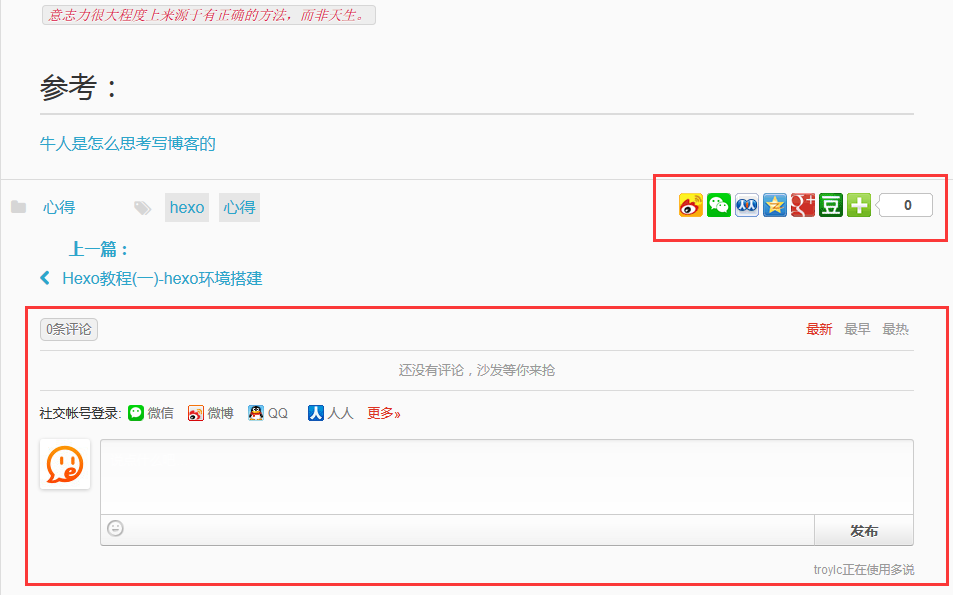 意志力很大程度上来源于有正确的方法，而非天生。
参考：
牛人是怎么思考写博客的
心得 hexo 心得 豆 0
上一篇：
Hexo教程(一)-hexo环境搭建
0条评论 最新 最早 最热
还没有评论，沙发等你来抢
社交帐号登录: 微信 微博 QQ 人人 更多»
发布
troylc正在使用多说